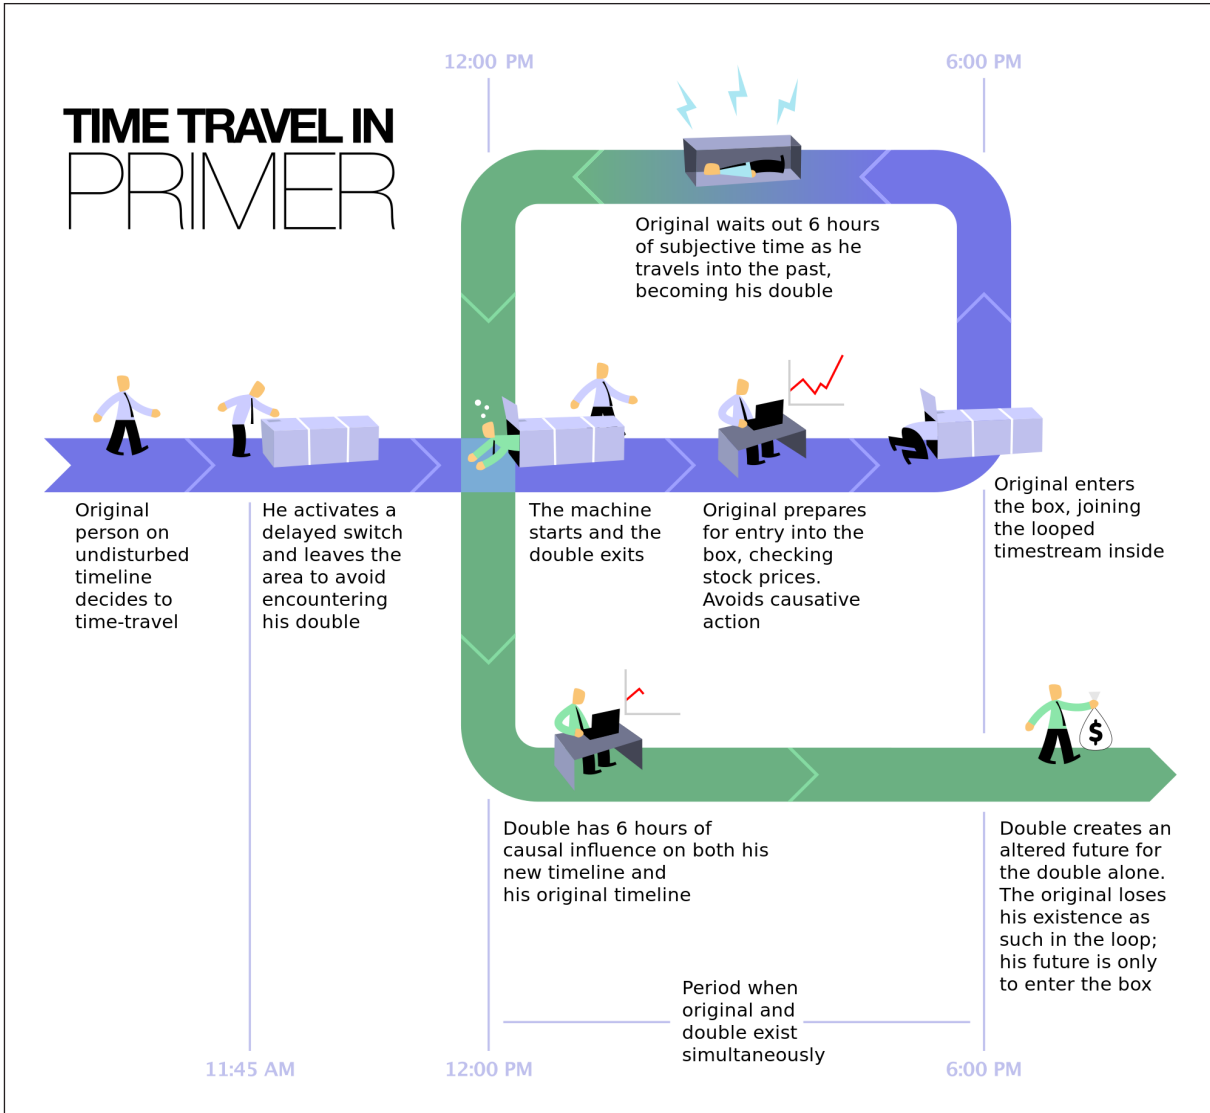 12:00 PM
6:00 PM
TIME TRAVEL IN
PRIMER
Original waits out 6 hours
of subjective time as he
travels into the past,
becoming his double
Original
person on
undisturbed
timeline
decides to
time-travel
He activates a
delayed switch
and leaves the
area to avoid
encountering
his double
The machine
starts and the
double exits
Original prepares
for entry into the
box, checking
stock prices.
Avoids causative
action
Original enters
the box, joining
the looped
timestream inside
$
Double has 6 hours of
causal influence on both his
new timeline and
his original timeline
Double creates an
altered future for
the double alone.
The original loses
his existence as
such in the loop;
his future is only
to enter the box
Period when
original and
double exist
simultaneously
11:45 AM
12:00 PM
6:00 PM